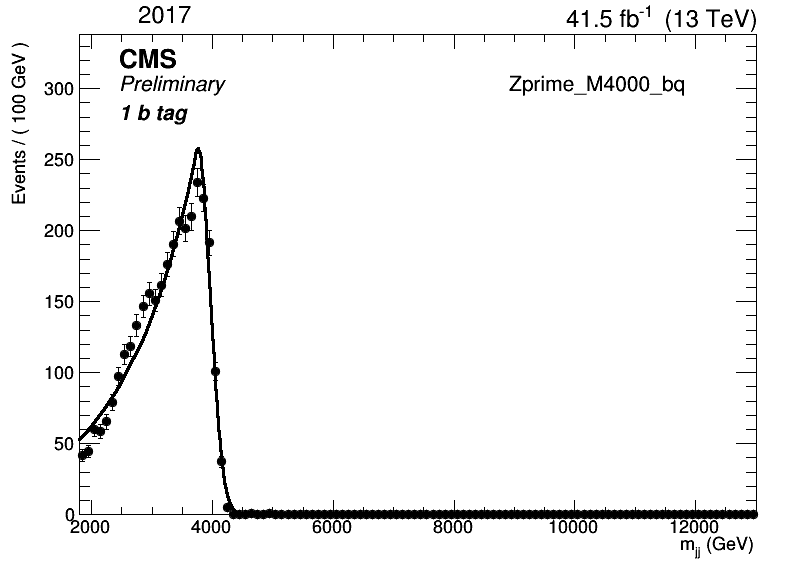 2017
41.5 fb⁻¹ (13 TeV)
CMS
Preliminary
Zprime_M4000_bq
1 b tag
Events / ( 100 GeV )
300
250
200
150
100
50
0
2000 4000 6000 8000 10000 12000
m_jj (GeV)